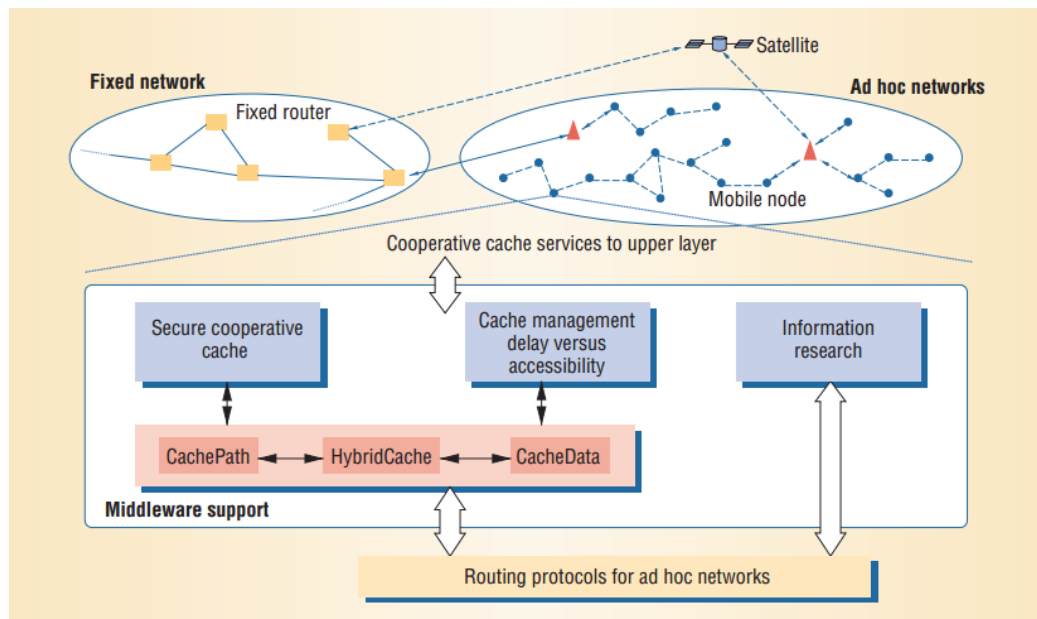 Satellite
Fixed network
Ad hoc networks
Fixed router
Mobile node
Cooperative cache services to upper layer
Secure cooperative
cache
Cache management
delay versus
accessibility
Information
research
CachePath
HybridCache
CacheData
Middleware support
Routing protocols for ad hoc networks